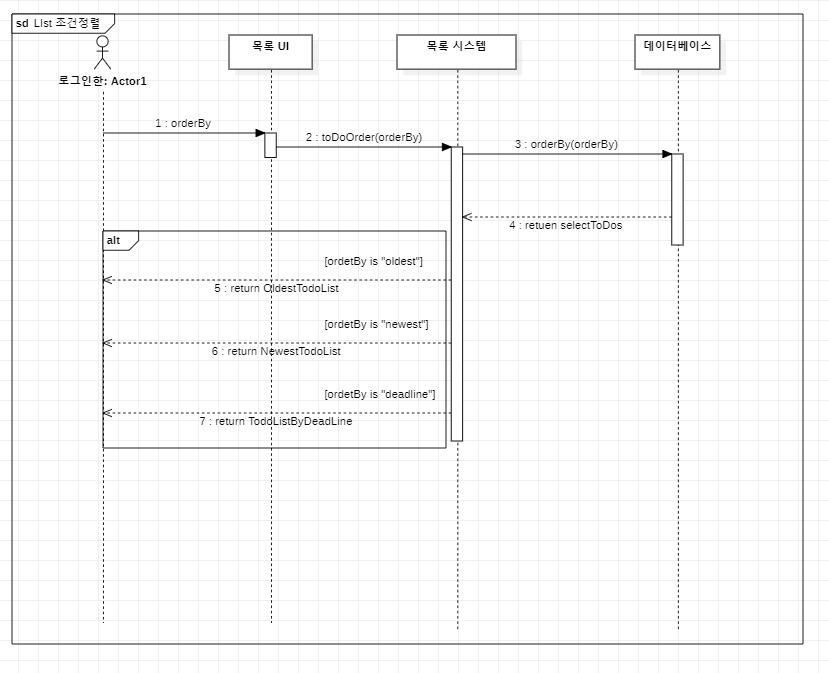 sd List 조건정렬
목록 UI
목록 시스템
데이터베이스
로그인한: Actor1
1 : orderBy
2 : toDoOrder(orderBy)
3 : orderBy(orderBy)
4 : retuen selectToDos
alt
[ordetBy is "oldest"]
5 : return OldestTodoList
[ordetBy is "newest"]
6 : return NewestTodoList
[ordetBy is "deadline"]
7 : return TodoListByDeadLine